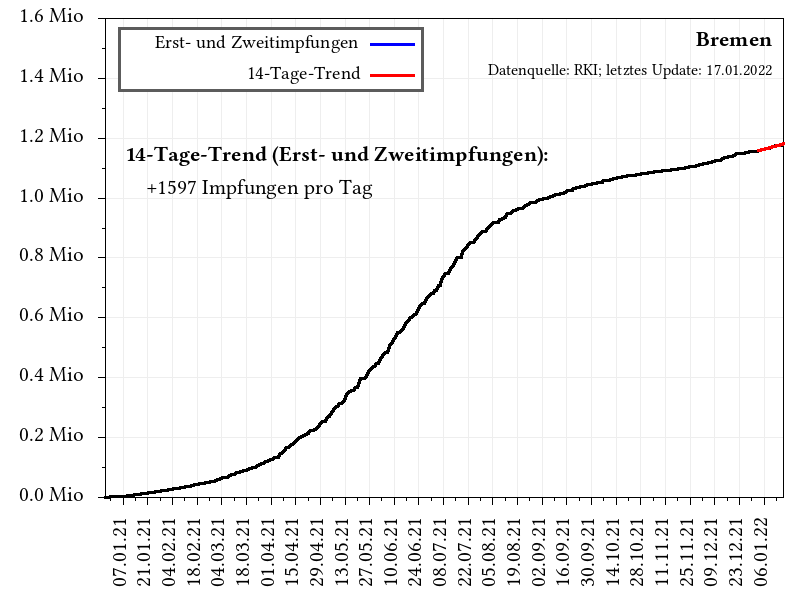 1.6 Mio
1.4 Mio
1.2 Mio
1.0 Mio
0.8 Mio
0.6 Mio
0.4 Mio
0.2 Mio
0.0 Mio
Erst- und Zweitimpfungen
14-Tage-Trend
Bremen
Datenquelle: RKI; letztes Update: 17.01.2022
14-Tage-Trend (Erst- und Zweitimpfungen):
+1597 Impfungen pro Tag
07.01.21
21.01.21
04.02.21
18.02.21
04.03.21
18.03.21
01.04.21
15.04.21
29.04.21
13.05.21
27.05.21
10.06.21
24.06.21
08.07.21
22.07.21
05.08.21
19.08.21
02.09.21
16.09.21
30.09.21
14.10.21
28.10.21
11.11.21
25.11.21
09.12.21
23.12.21
06.01.22